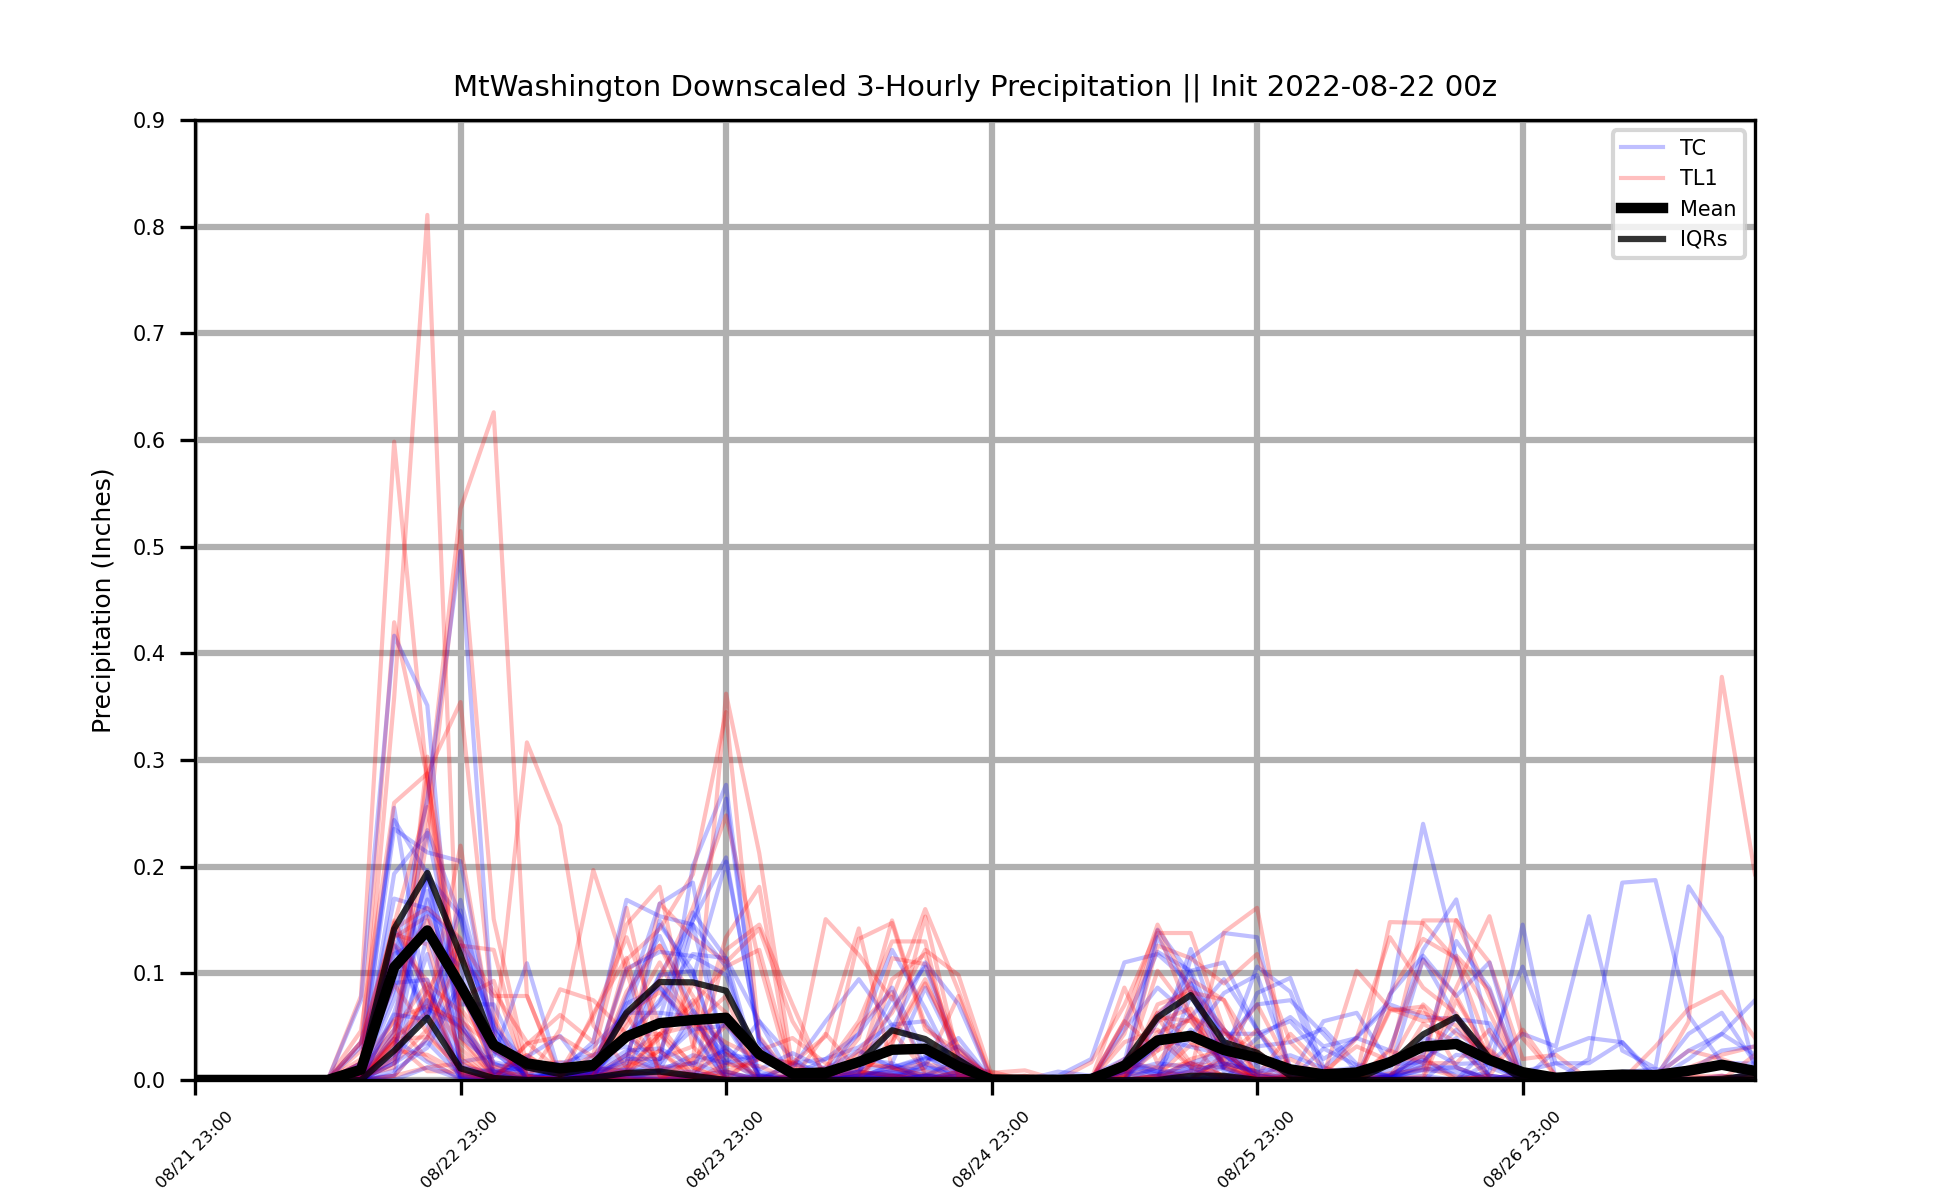 MtWashington Downscaled 3-Hourly Precipitation || Init 2022-08-22 00z
TC
TL1
Mean
IQRs
Precipitation (Inches)
0.9
0.8
0.7
0.6
0.5
0.4
0.3
0.2
0.1
0.0
08/21 23:00
08/22 23:00
08/23 23:00
08/24 23:00
08/25 23:00
08/26 23:00